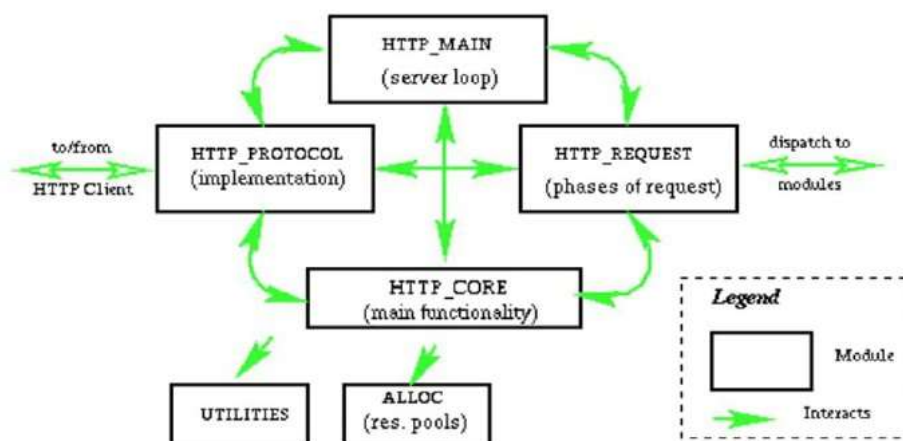 HTTP_MAIN
(server loop)
to/from
HTTP Client
HTTP_PROTOCOL
(implementation)
HTTP_REQUEST
(phases of request)
dispatch to
modules
HTTP_CORE
(main functionality)
Legend
Module
Interacts
UTILITIES
ALLOC
(res. pools)